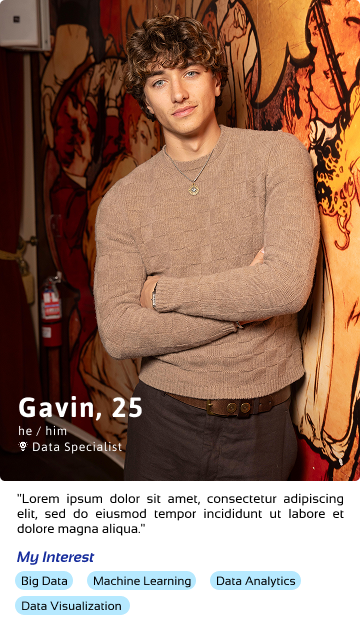 Gavin, 25
he / him
Data Specialist
"Lorem ipsum dolor sit amet, consectetur adipiscing
elit, sed do eiusmod tempor incididunt ut labore et
dolore magna aliqua."
My Interest
Big Data Machine Learning Data Analytics
Data Visualization